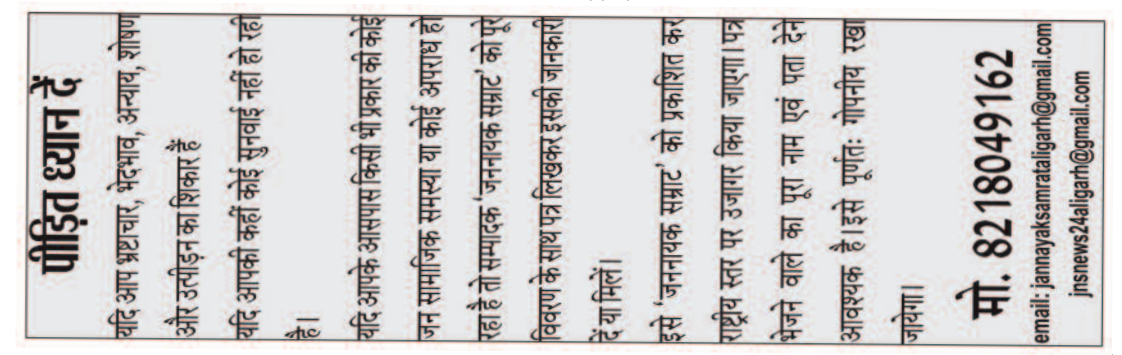 पीड़ित ध्यान दें
यदि आप भ्रष्टाचार, भेदभाव, अन्याय, शोषण
और उत्पीड़न का शिकार हैं
यदि आपकी कहीं कोई सुनवाई नहीं हो रही
है।
यदि आपके आसपास किसी भी प्रकार की कोई
जन सामाजिक समस्या या कोई अपराध हो
रहा है तो सम्पादक ‘जननायक सम्राट’ को पूरे
विवरण के साथ पत्र लिखकर इसकी जानकारी
दें या मिलें।
इसे ‘जननायक सम्राट’ को प्रकाशित कर
राष्ट्रीय स्तर पर उजागर किया जाएगा। पत्र
भेजने वाले का पूरा नाम एवं पता देना
आवश्यक है। इसे पूर्णतः गोपनीय रखा
जायेगा।
मो. 8218049162
email: jannayaksamrataligarh@gmail.com
jnsnews24aligarh@gmail.com